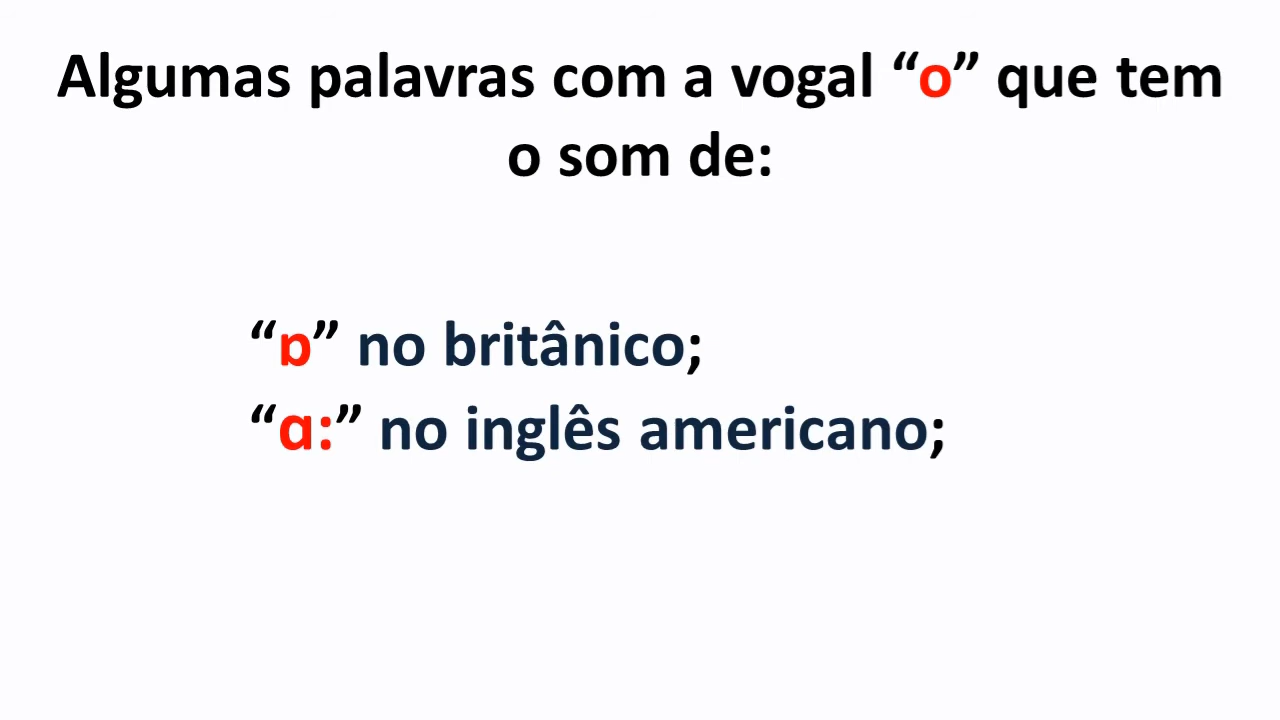 Algumas palavras com a vogal “o” que tem
o som de:
“ɒ” no britânico;
“ɑ:” no inglês americano;